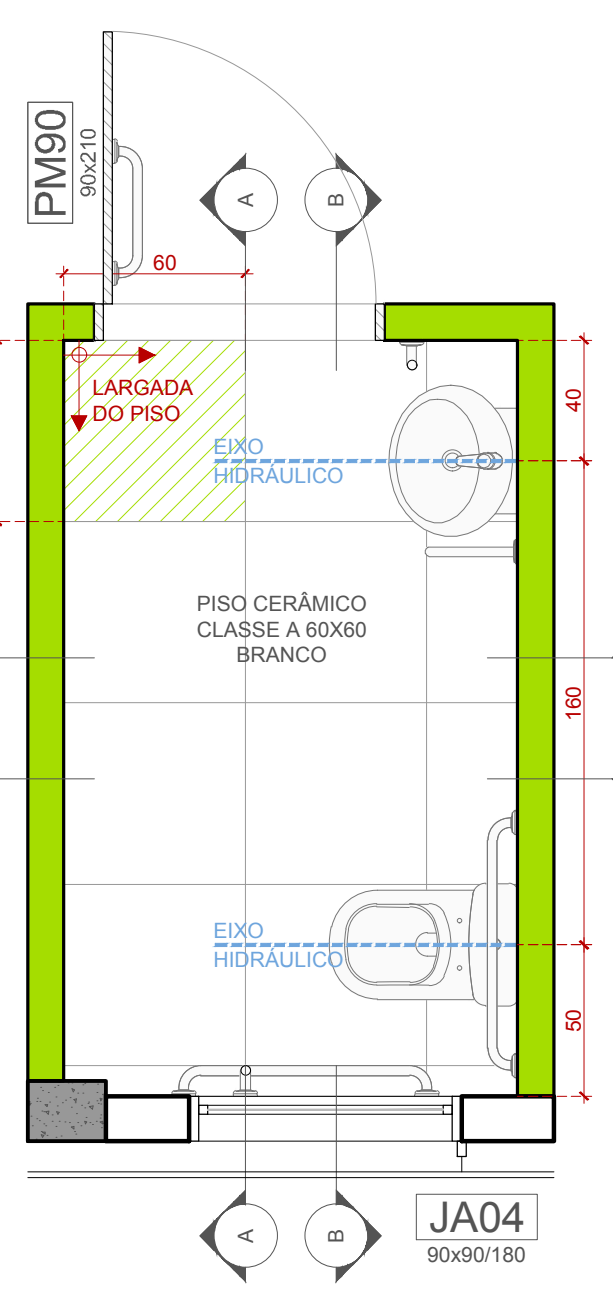 PM90
90x210
A
B
60
LARGADA
DO PISO
40
EIXO
HIDRÁULICO
PISO CERÂMICO
CLASSE A 60X60
BRANCO
160
EIXO
HIDRÁULICO
50
A
B
JA04
90x90/180